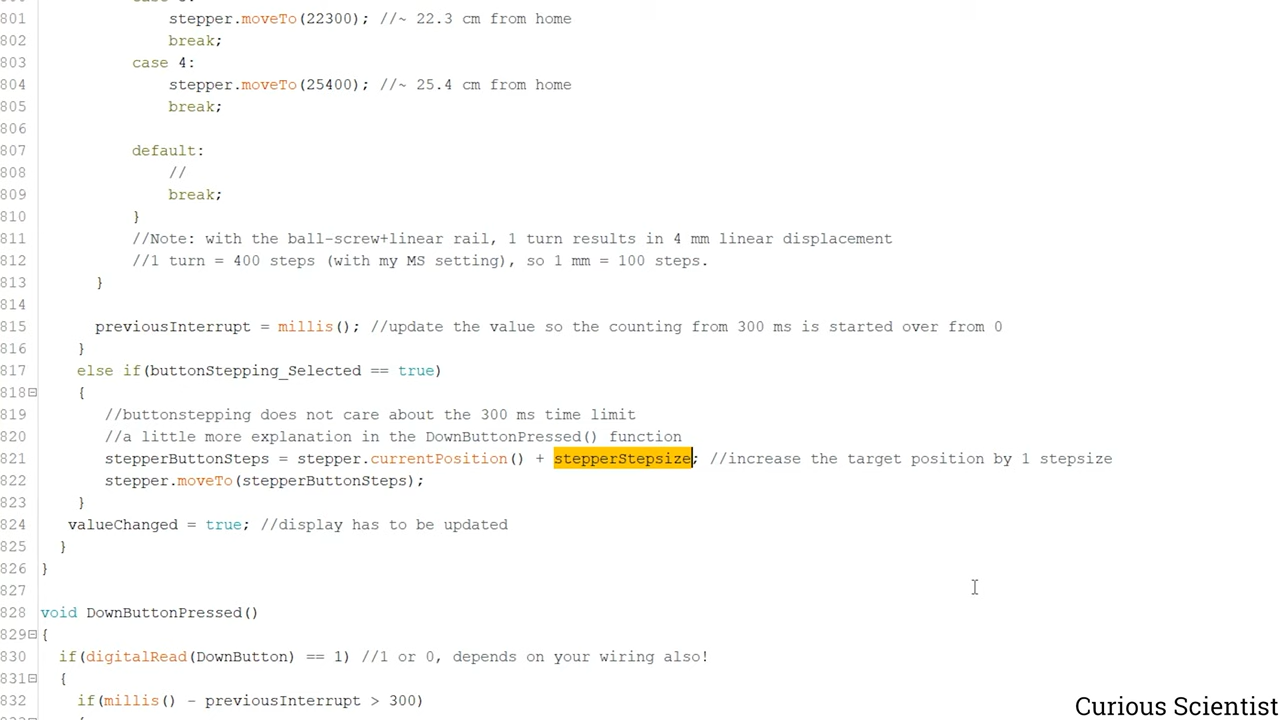 801 stepper.moveTo(22300); //~ 22.3 cm from home
802 break;
803 case 4:
804 stepper.moveTo(25400); //~ 25.4 cm from home
805 break;
806
807 default:
808 //
809 break;
810 }
811 //Note: with the ball-screw+linear rail, 1 turn results in 4 mm linear displacement
812 //1 turn = 400 steps (with my MS setting), so 1 mm = 100 steps.
813 }
814
815 previousInterrupt = millis(); //update the value so the counting from 300 ms is started over from 0
816 }
817 else if(buttonStepping_Selected == true)
818 {
819 //buttonstepping does not care about the 300 ms time limit
820 //a little more explanation in the DownButtonPressed() function
821 stepperButtonSteps = stepper.currentPosition() + stepperStepsize; //increase the target position by 1 stepsize
822 stepper.moveTo(stepperButtonSteps);
823 }
824 valueChanged = true; //display has to be updated
825 }
826 }
827
828 void DownButtonPressed()
829 {
830 if(digitalRead(DownButton) == 1) //1 or 0, depends on your wiring also!
831 {
832 if(millis() - previousInterrupt > 300)
Curious Scientist